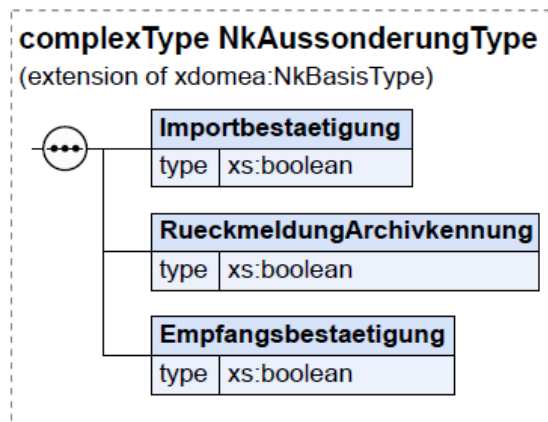 complexType NkAussonderungType
(extension of xdomea:NkBasisType)
Importbestaetigung
type xs:boolean
RueckmeldungArchivkennung
type xs:boolean
Empfangsbestaetigung
type xs:boolean